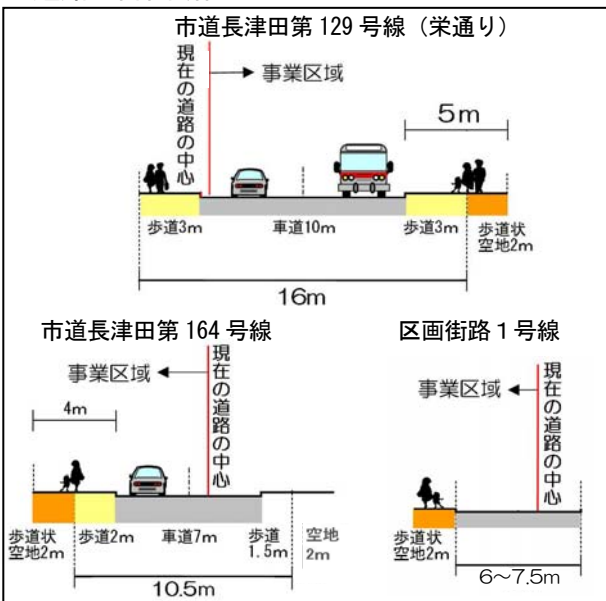 市道長津田第129号線（栄通り）
現在の道路の中心
事業区域
5m
歩道3m
車道10m
歩道3m
歩道状
空地2m
16m
市道長津田第164号線
現在の道路の中心
事業区域
4m
歩道状
空地2m
歩道2m
車道7m
歩道
1.5m
空地
2m
10.5m
区画街路1号線
現在の道路の中心
事業区域
歩道状
空地2m
6～7.5m